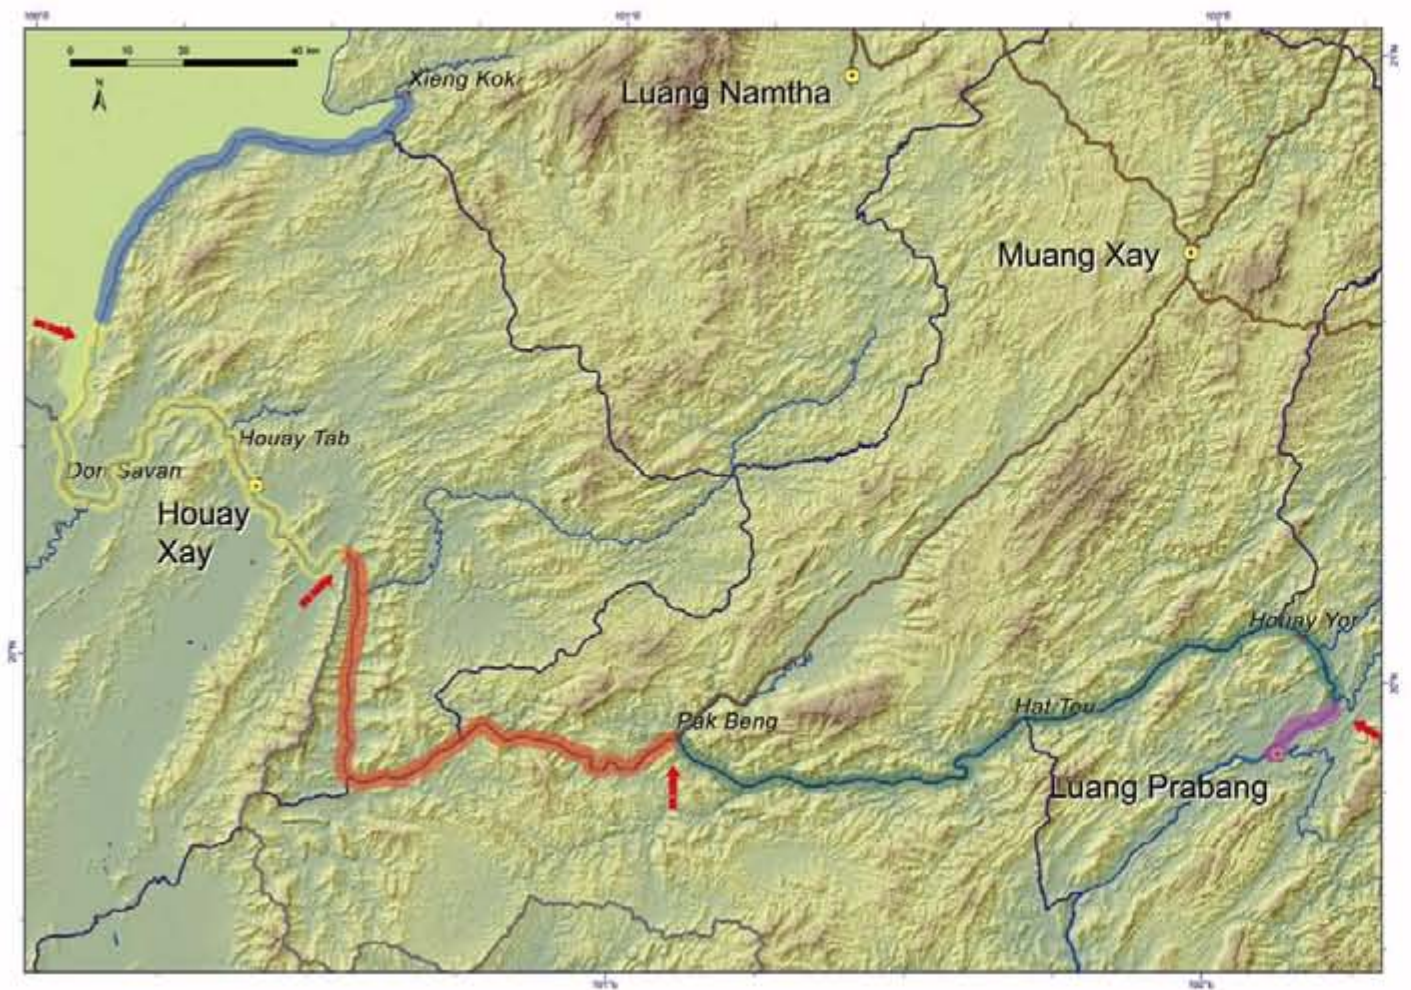 0 10 20 40 km
N
Xieng Kok
Luang Namtha
Muang Xay
Houay Tab
Don Savan
Houay
Xay
Houay Yor
Pak Beng
Hat Teu
Luang Prabang